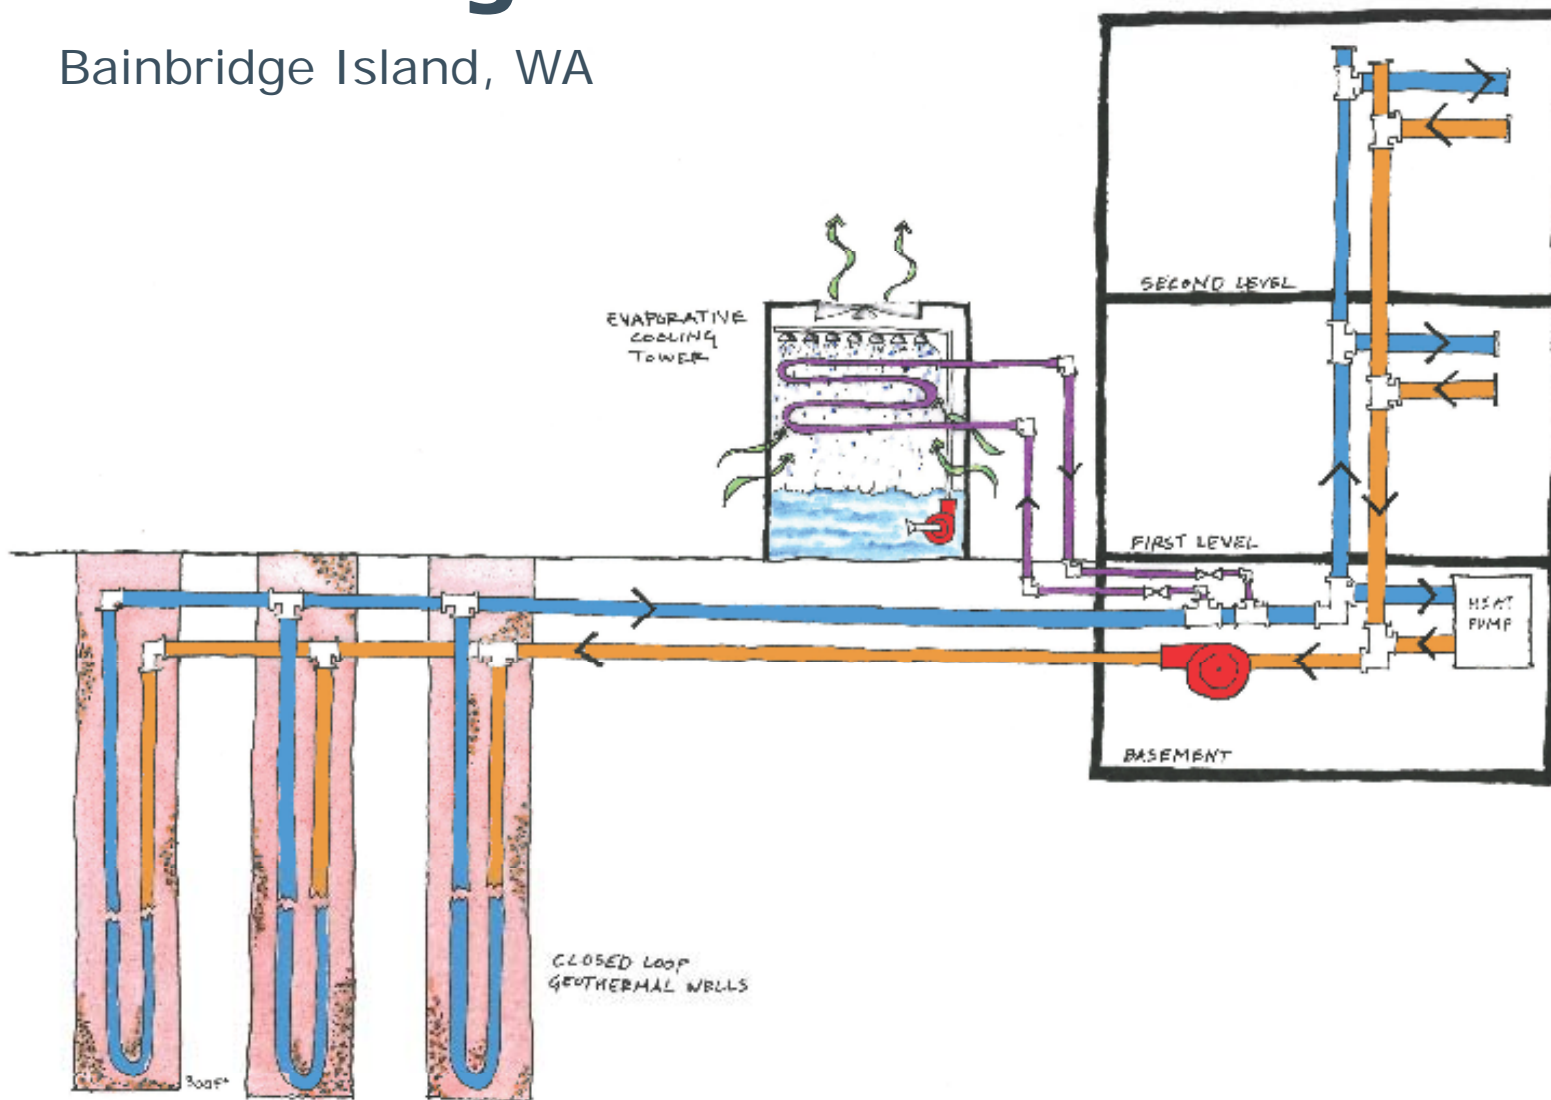 Bainbridge Island, WA
SECOND LEVEL
EVAPORATIVE
COOLING
TOWER
FIRST LEVEL
HEAT
PUMP
BASEMENT
CLOSED LOOP
GEOTHERMAL WELLS